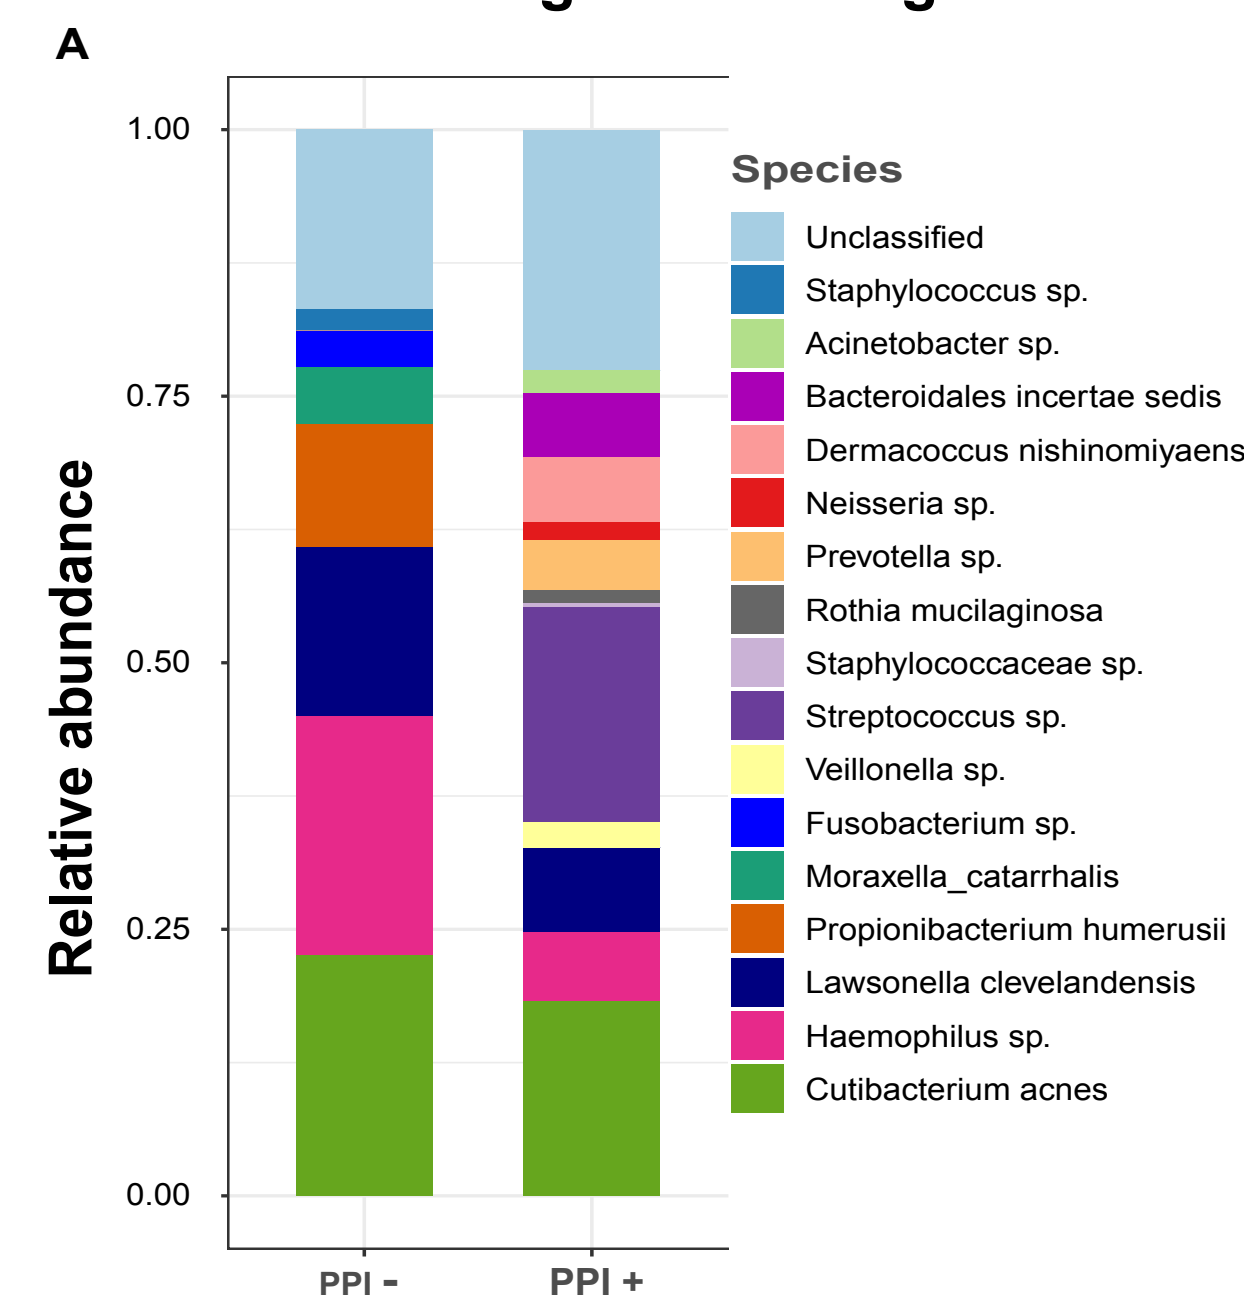 A
Relative abundance
1.00
0.75
0.50
0.25
0.00
PPI -
PPI +
Species
Unclassified
Staphylococcus sp.
Acinetobacter sp.
Bacteroidales incertae sedis
Dermacoccus nishinomiyaens
Neisseria sp.
Prevotella sp.
Rothia mucilaginosa
Staphylococcaceae sp.
Streptococcus sp.
Veillonella sp.
Fusobacterium sp.
Moraxella_catarrhalis
Propionibacterium humerusii
Lawsonella clevelandensis
Haemophilus sp.
Cutibacterium acnes